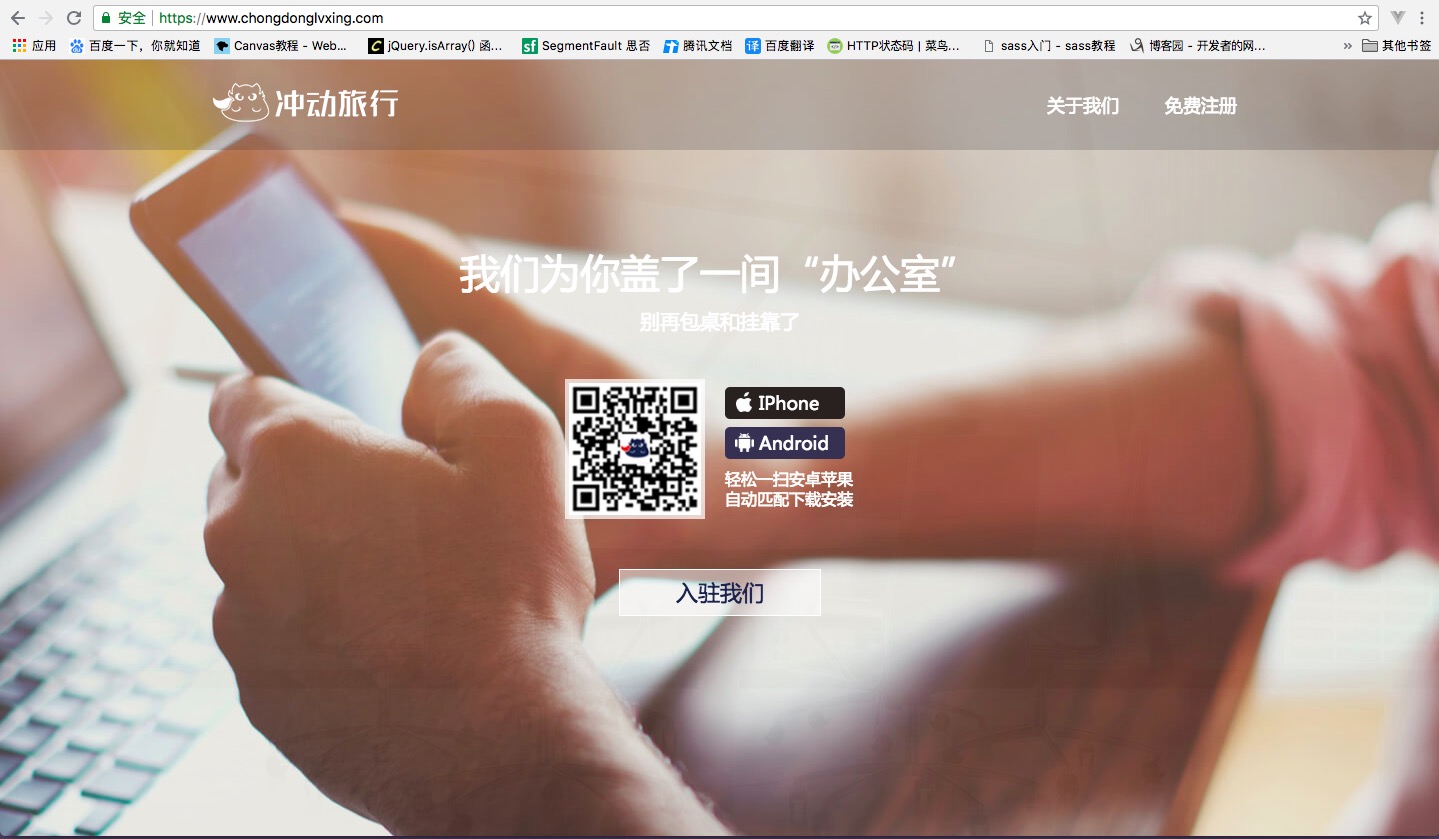 安全 https://www.chongdonglvxing.com
应用 百度一下，你就知道 Canvas教程 - Web... jQuery.isArray() 函... SegmentFault 思否 腾讯文档 百度翻译 HTTP状态码 | 菜鸟... sass入门 - sass教程 博客园 - 开发者的网... » 其他书签
冲动旅行 关于我们 免费注册
我们为你盖了一间“办公室”
别再包桌和挂靠了
IPhone
Android
轻松一扫安卓苹果
自动匹配下载安装
入驻我们